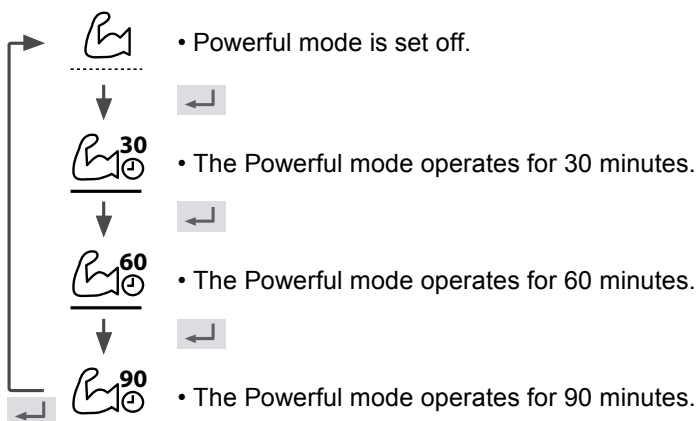 • Powerful mode is set off.
30
• The Powerful mode operates for 30 minutes.
60
• The Powerful mode operates for 60 minutes.
90
• The Powerful mode operates for 90 minutes.